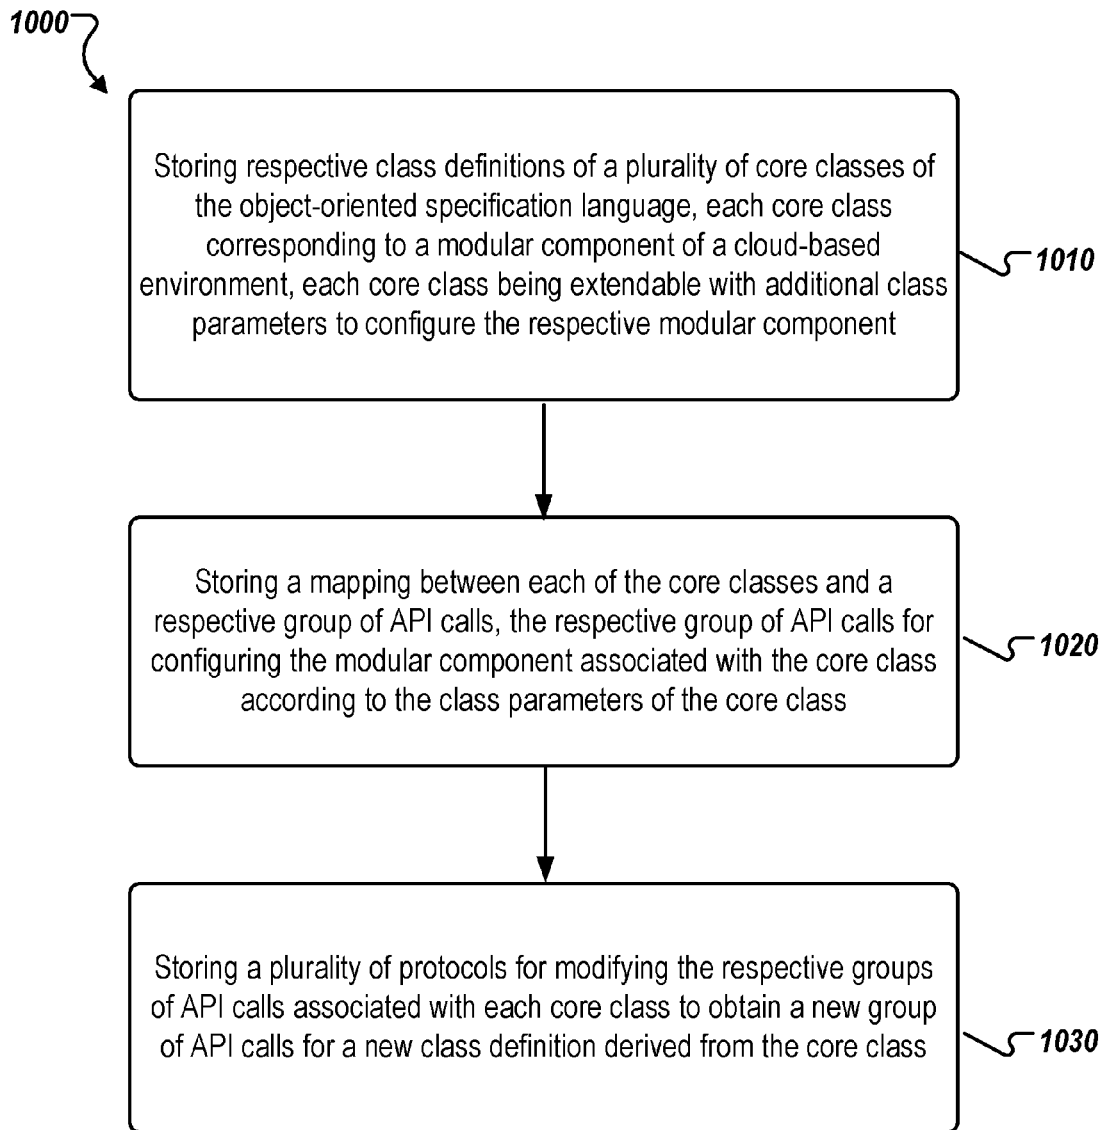 1000
Storing respective class definitions of a plurality of core classes of
the object-oriented specification language, each core class
corresponding to a modular component of a cloud-based
environment, each core class being extendable with additional class
parameters to configure the respective modular component
1010
Storing a mapping between each of the core classes and a
respective group of API calls, the respective group of API calls for
configuring the modular component associated with the core class
according to the class parameters of the core class
1020
Storing a plurality of protocols for modifying the respective groups
of API calls associated with each core class to obtain a new group
of API calls for a new class definition derived from the core class
1030